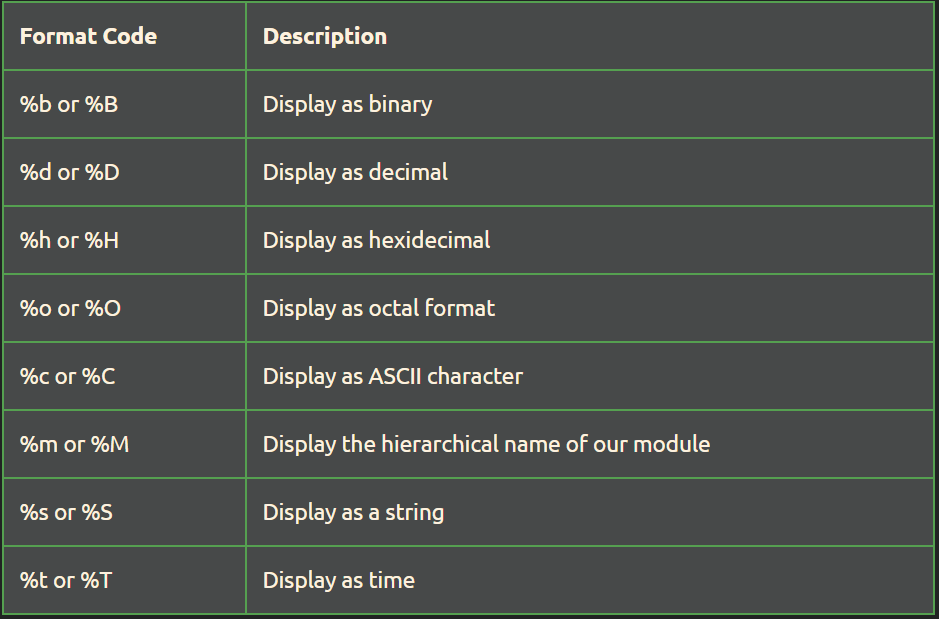 Format Code Description
%b or %B Display as binary
%d or %D Display as decimal
%h or %H Display as hexidecimal
%o or %O Display as octal format
%c or %C Display as ASCII character
%m or %M Display the hierarchical name of our module
%s or %S Display as a string
%t or %T Display as time